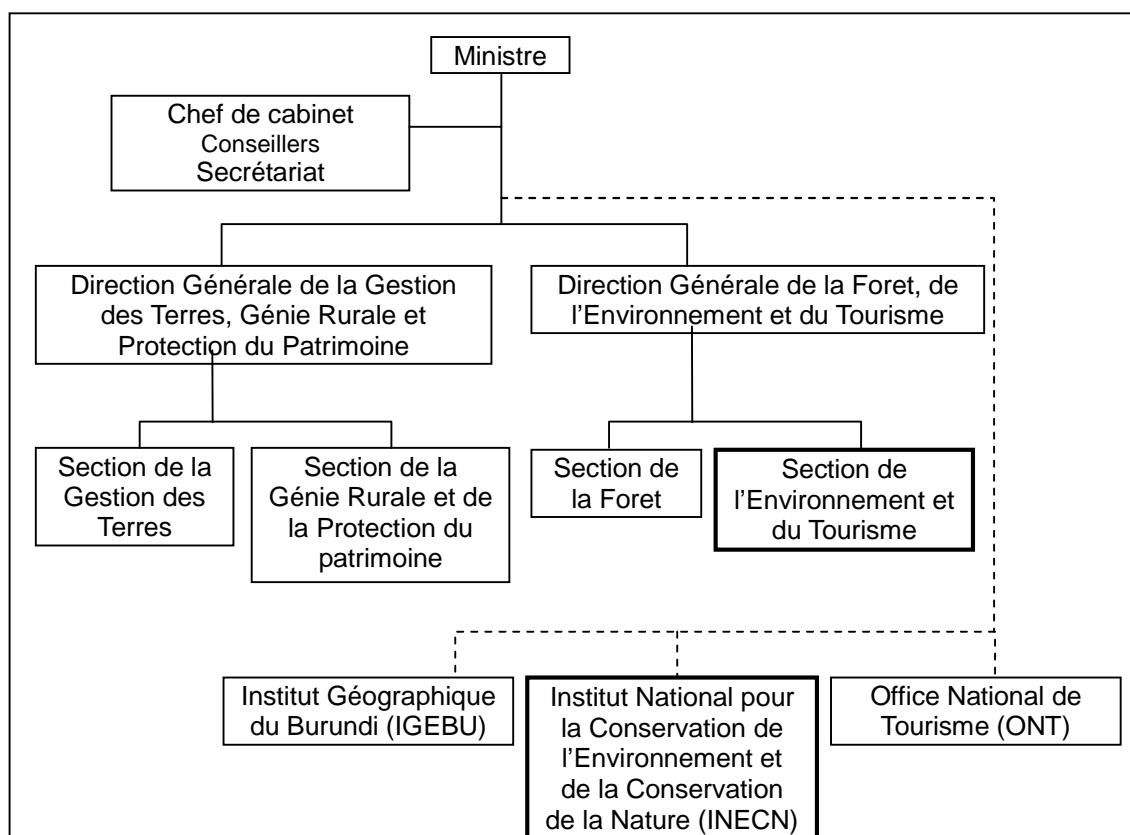 Ministre
Chef de cabinet
Conseillers
Secrétariat
Direction Générale de la Gestion
des Terres, Génie Rurale et
Protection du Patrimoine
Direction Générale de la Foret, de
l’Environnement et du Tourisme
Section de la
Gestion des
Terres
Section de la
Génie Rurale et de
la Protection du
patrimoine
Section de
la Foret
Section de
l’Environnement et
du Tourisme
Institut Géographique
du Burundi (IGEBU)
Institut National pour
la Conservation de
l’Environnement et
de la Conservation
de la Nature (INECN)
Office National de
Tourisme (ONT)